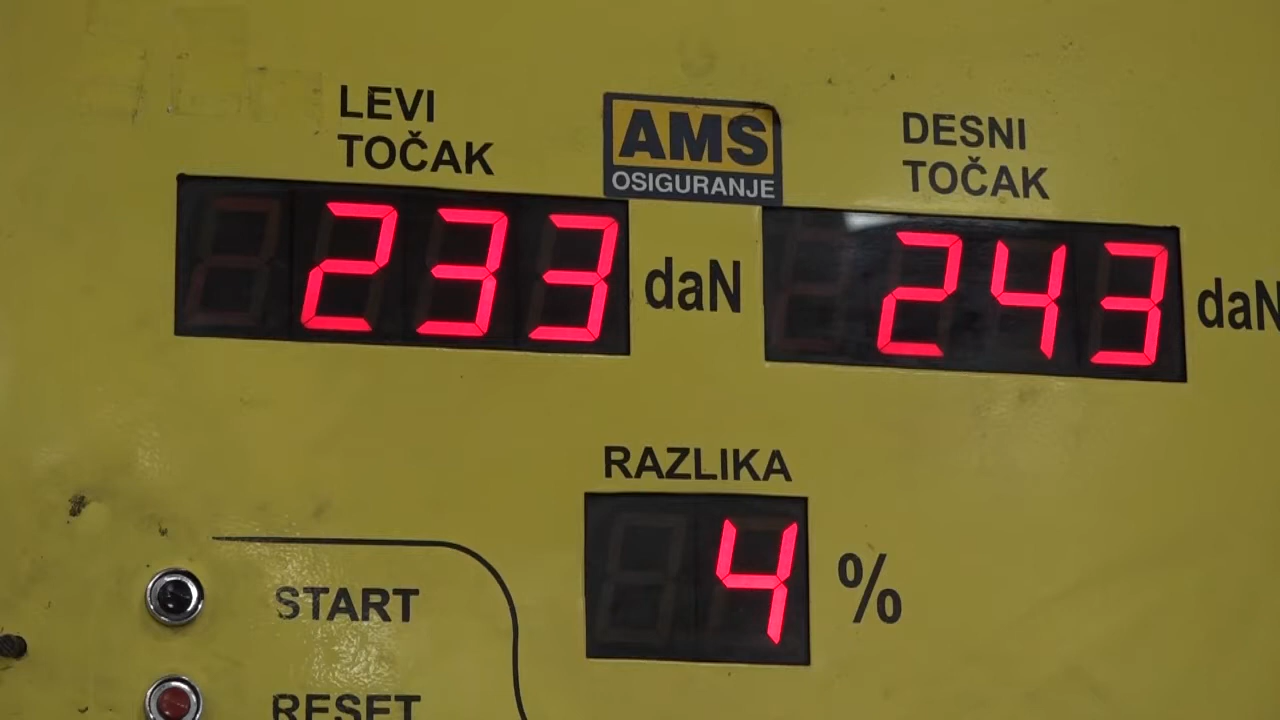 LEVI
TOČAK
AMS
OSIGURANJE
DESNI
TOČAK
233 daN
243 daN
RAZLIKA
4 %
START
RESET